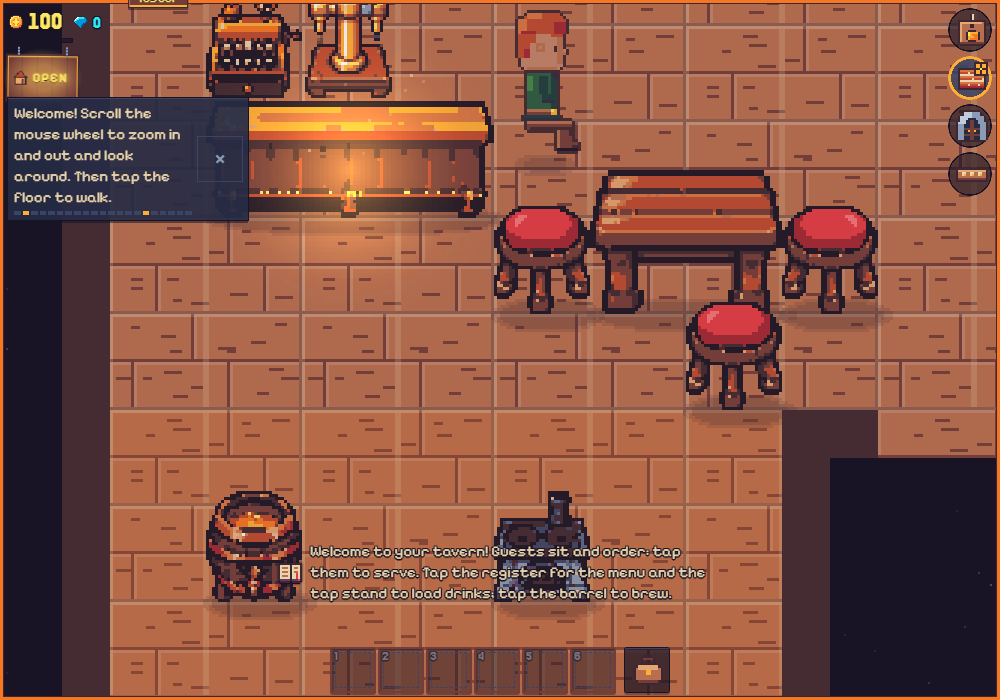 100 0
OPEN
Welcome! Scroll the
mouse wheel to zoom in
and out and look
around. Then tap the
floor to walk.
×
Welcome to your tavern! Guests sit and order: tap
them to serve. Tap the register for the menu and the
tap stand to load drinks; tap the barrel to brew.
1 2 3 4 5 6